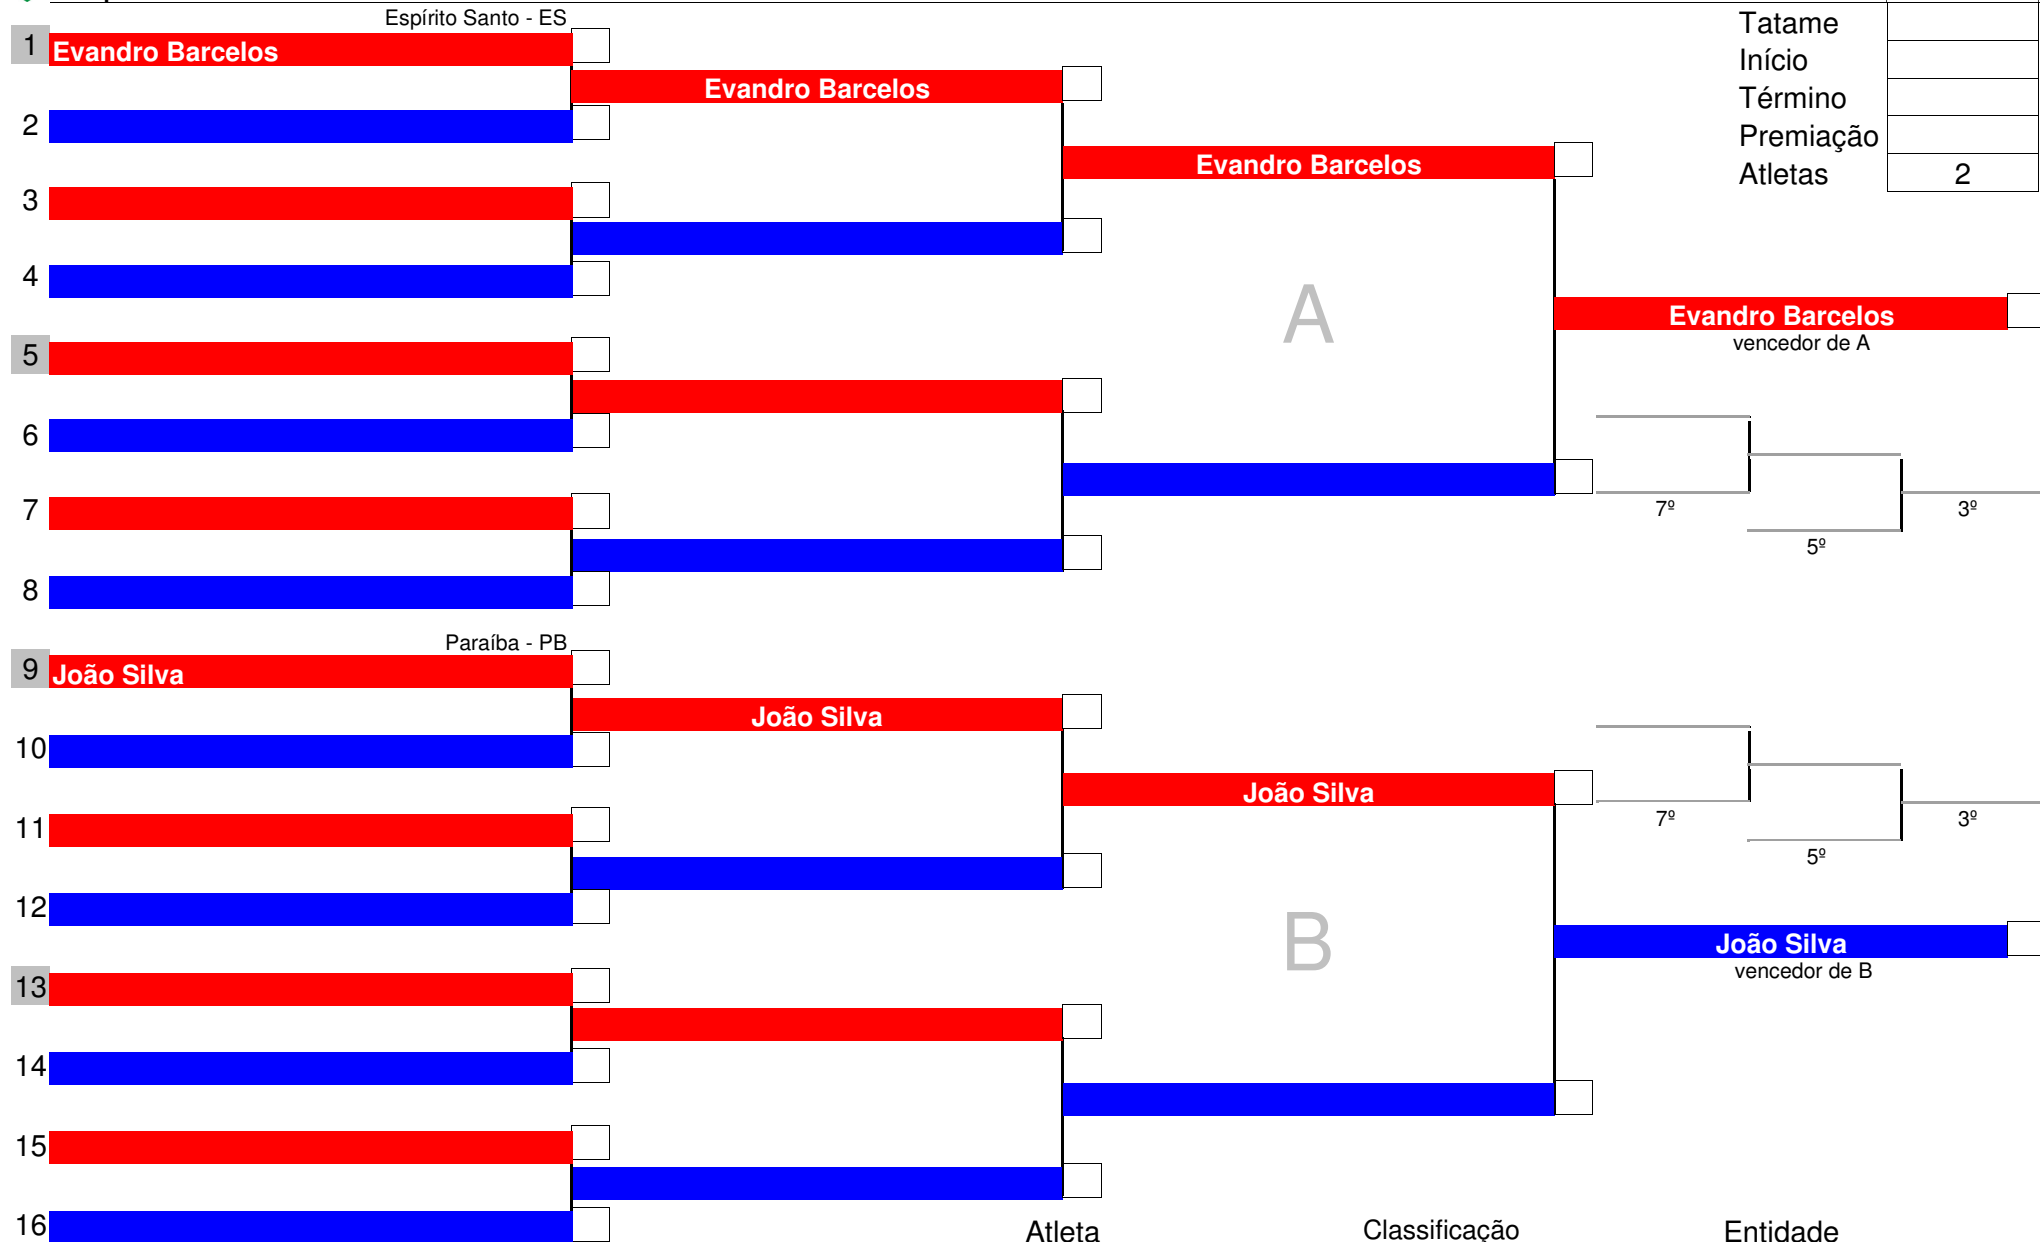 Espírito Santo - ES
Tatame
1 Evandro Barcelos
Início
Evandro Barcelos
Término
2
Premiação
Evandro Barcelos
Atletas 2
3
4
A
Evandro Barcelos
vencedor de A
5
6
7
7º
3º
5º
8
Paraíba - PB
9 João Silva
João Silva
10
João Silva
11
7º
3º
5º
12
B
João Silva
vencedor de B
13
14
15
16
Atleta Classificação Entidade